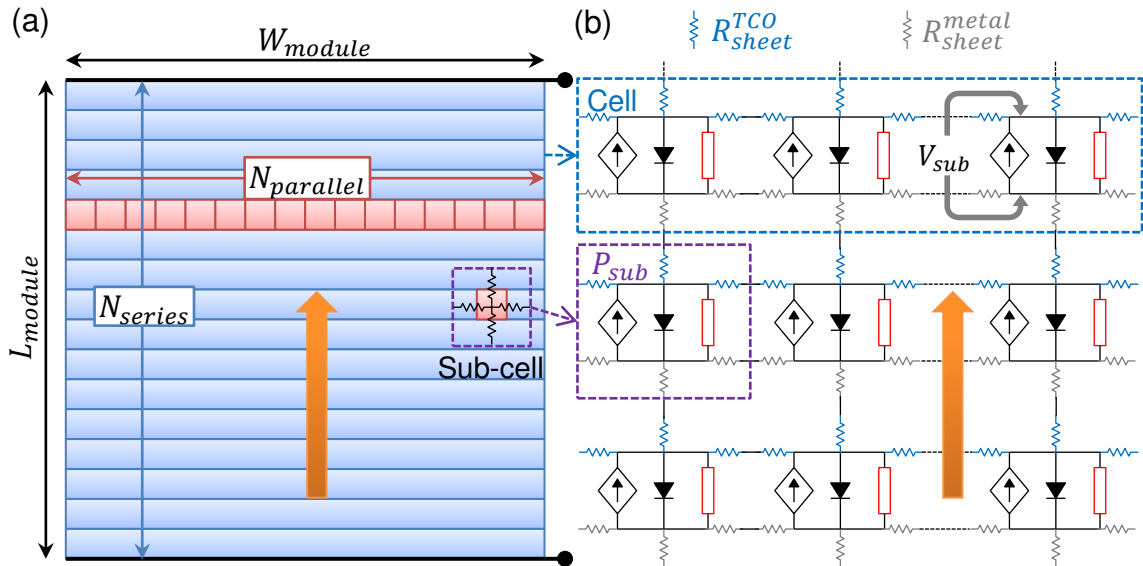 (a)
W_module
L_module
N_series
N_parallel
Sub-cell
(b)
R_sheet^TCO
R_sheet^metal
Cell
V_sub
P_sub